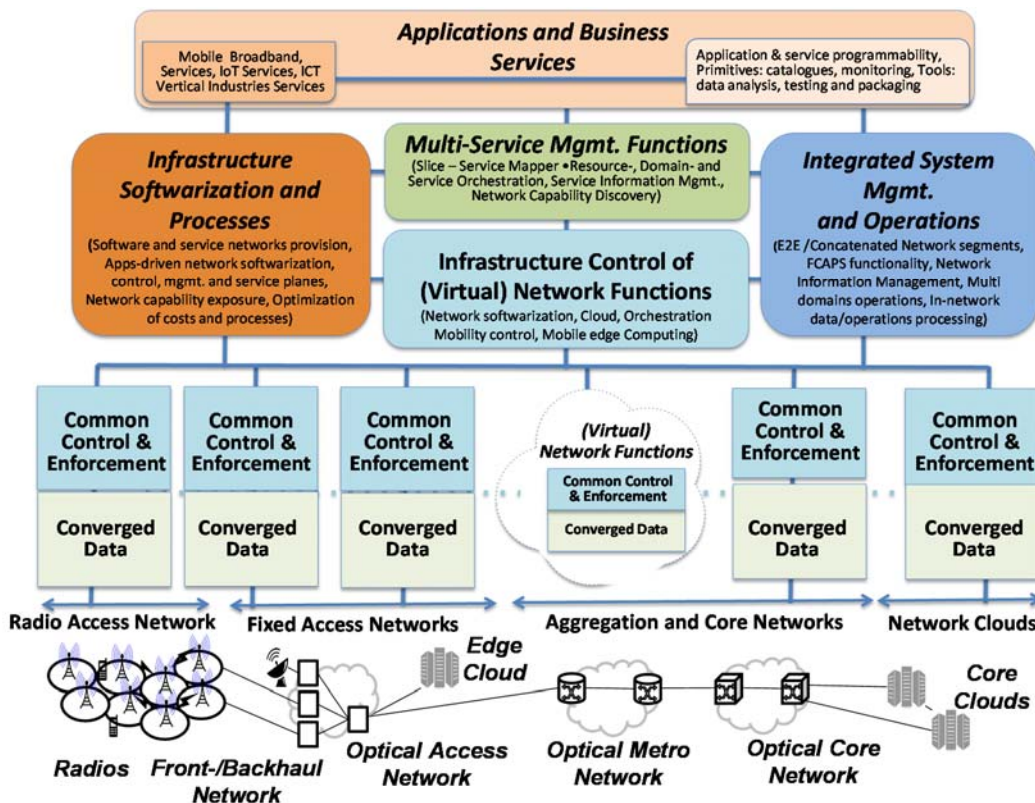 Applications and Business
Services
Mobile Broadband,
Services, IoT Services, ICT
Vertical Industries Services
Application & service programmability,
Primitives: catalogues, monitoring, Tools:
data analysis, testing and packaging
Infrastructure
Softwarization and
Processes
(Software and service networks provision,
Apps-driven network softwarization,
control, mgmt. and service planes,
Network capability exposure, Optimization
of costs and processes)
Multi-Service Mgmt. Functions
(Slice – Service Mapper •Resource-, Domain- and
Service Orchestration, Service Information Mgmt.,
Network Capability Discovery)
Infrastructure Control of
(Virtual) Network Functions
(Network softwarization, Cloud, Orchestration
Mobility control, Mobile edge Computing)
Integrated System
Mgmt.
and Operations
(E2E /Concatenated Network segments,
FCAPS functionality, Network
Information Management, Multi
domains operations, In-network
data/operations processing)
Common
Control &
Enforcement
Converged
Data
Common
Control &
Enforcement
Converged
Data
Common
Control &
Enforcement
Converged
Data
(Virtual)
Network Functions
Common Control
& Enforcement
Converged Data
Common
Control &
Enforcement
Converged
Data
Common
Control &
Enforcement
Converged
Data
Radio Access Network
Fixed Access Networks
Aggregation and Core Networks
Network Clouds
Edge
Cloud
Core
Clouds
Radios
Front-/Backhaul
Network
Optical Access
Network
Optical Metro
Network
Optical Core
Network